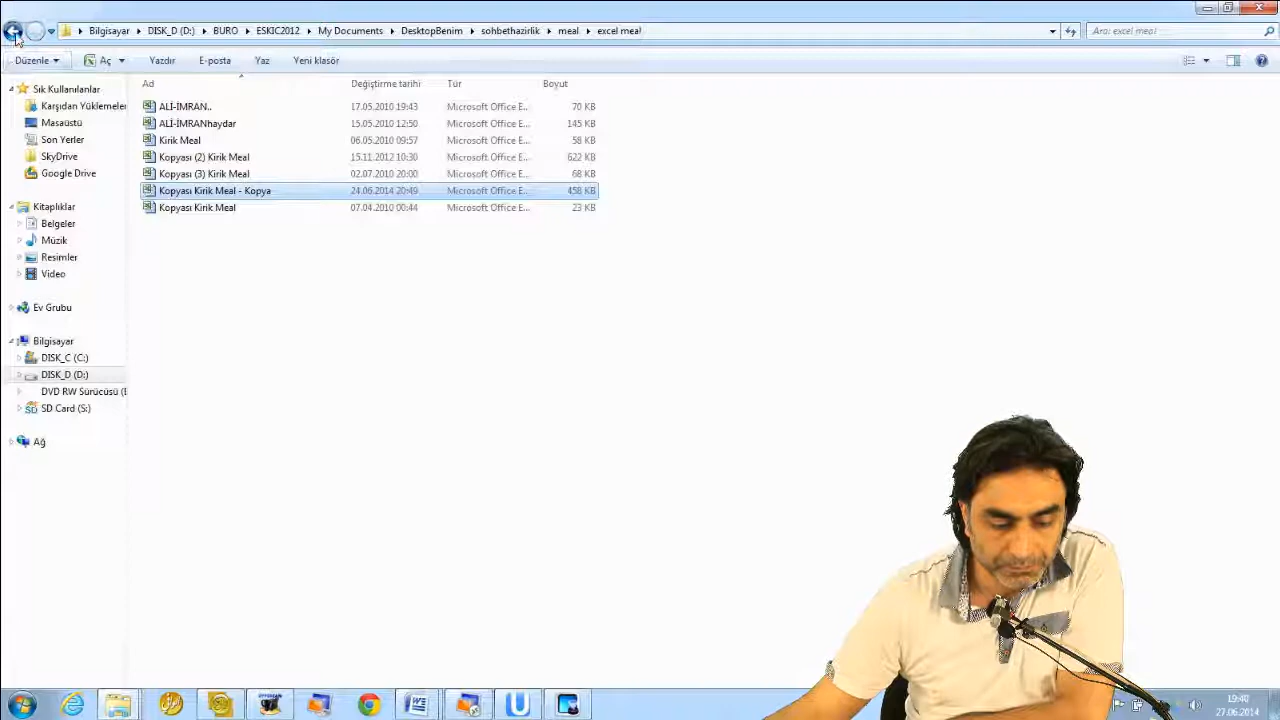 Bilgisayar DISK_D (D:) BURO ESKIC2012 My Documents DesktopBenim sohbethazirlik meal excel meal
Ara: excel meal
Düzenle Aç Yazdır E-posta Yaz Yeni klasör
Ad Değiştirme tarihi Tür Boyut
ALİ-İMRAN.. 17.05.2010 19:43 Microsoft Office E... 70 KB
ALİ-İMRANhaydar 15.05.2010 12:50 Microsoft Office E... 145 KB
Kirik Meal 06.05.2010 09:57 Microsoft Office E... 58 KB
Kopyası (2) Kirik Meal 15.11.2012 10:30 Microsoft Office E... 622 KB
Kopyası (3) Kirik Meal 02.07.2010 20:00 Microsoft Office E... 68 KB
Kopyası Kirik Meal - Kopya 24.06.2014 20:49 Microsoft Office E... 458 KB
Kopyası Kirik Meal 07.04.2010 00:44 Microsoft Office E... 23 KB
Sık Kullanılanlar
Karşıdan Yüklemeler
Masaüstü
Son Yerler
SkyDrive
Google Drive
Kitaplıklar
Belgeler
Müzik
Resimler
Video
Ev Grubu
Bilgisayar
DISK_C (C:)
DISK_D (D:)
DVD RW Sürücüsü (
SD Card (S:)
Ağ
19:40
27.06.2014